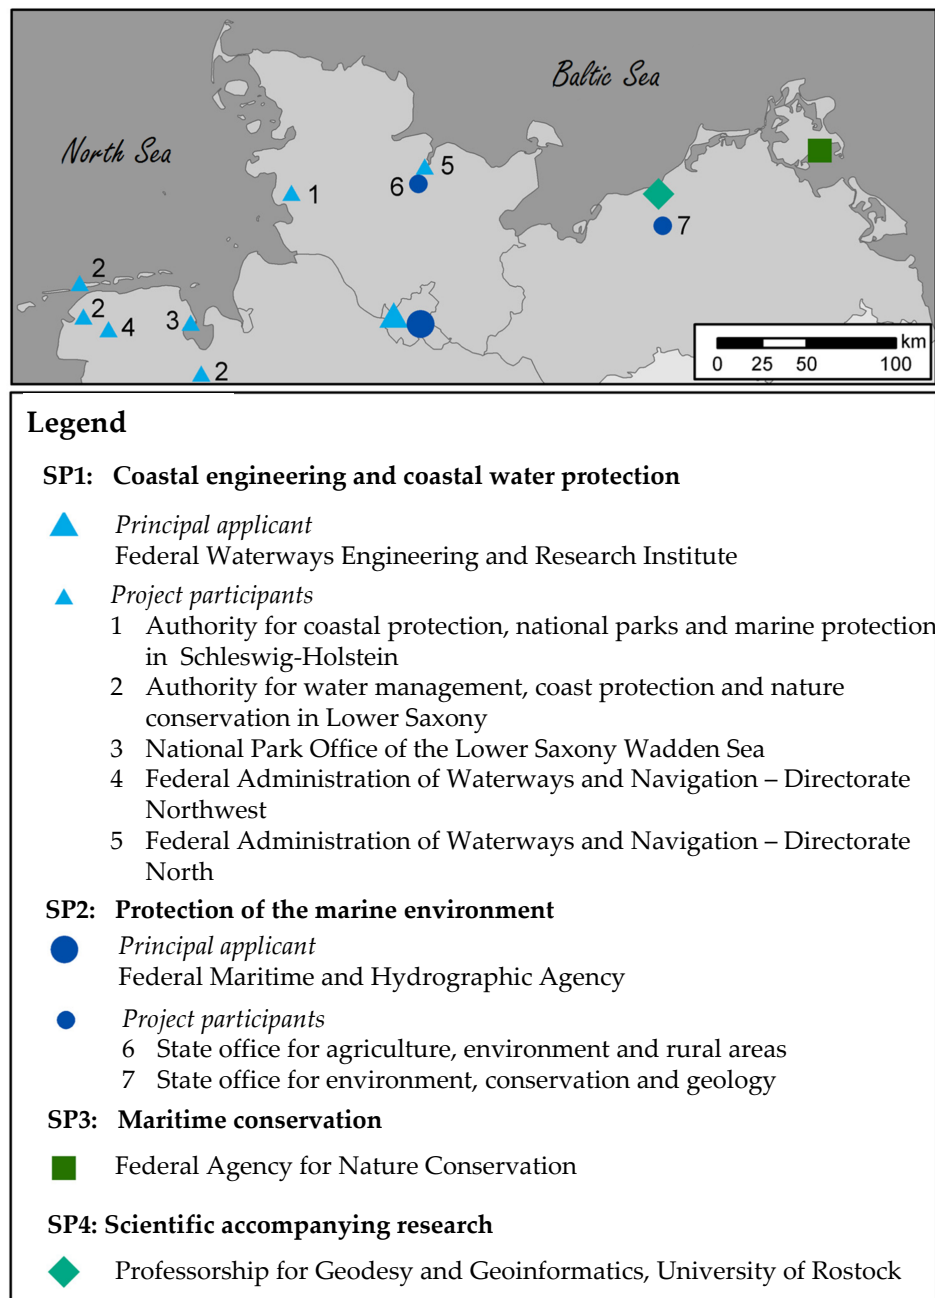 Baltic Sea
North Sea
5
6
1
7
2
2
4
3
2
km
0 25 50 100
Legend
SP1: Coastal engineering and coastal water protection
Principal applicant
Federal Waterways Engineering and Research Institute
Project participants
1 Authority for coastal protection, national parks and marine protection
in Schleswig-Holstein
2 Authority for water management, coast protection and nature
conservation in Lower Saxony
3 National Park Office of the Lower Saxony Wadden Sea
4 Federal Administration of Waterways and Navigation – Directorate
Northwest
5 Federal Administration of Waterways and Navigation – Directorate
North
SP2: Protection of the marine environment
Principal applicant
Federal Maritime and Hydrographic Agency
Project participants
6 State office for agriculture, environment and rural areas
7 State office for environment, conservation and geology
SP3: Maritime conservation
Federal Agency for Nature Conservation
SP4: Scientific accompanying research
Professorship for Geodesy and Geoinformatics, University of Rostock